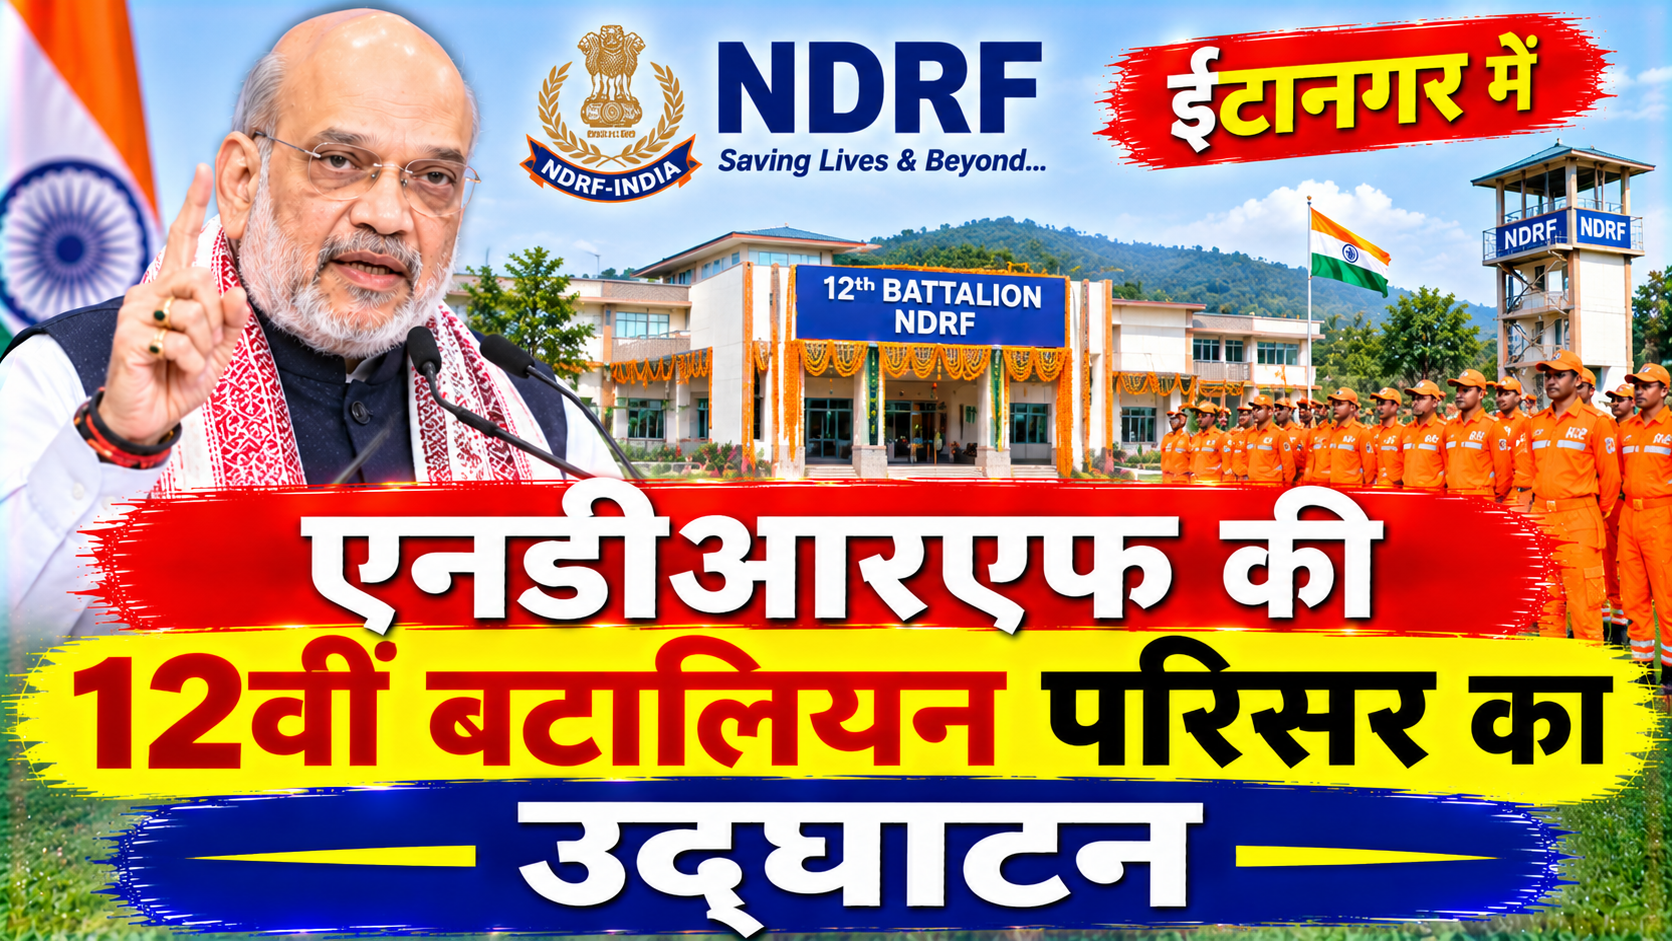 NDRF
Saving Lives & Beyond...
NDRF-INDIA
ईटानगर में
NDRF NDRF
12th BATTALION
NDRF
एनडीआरएफ की
12वीं बटालियन परिसर का
उद्घाटन